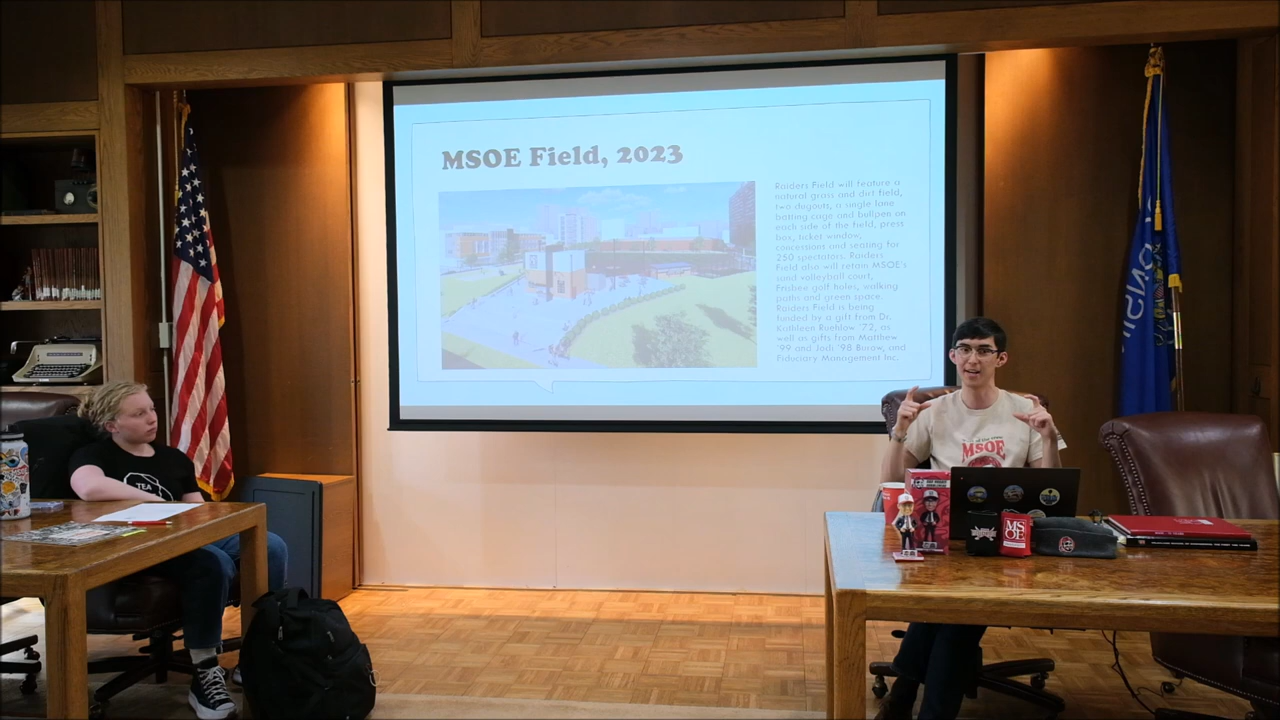 MSOE Field, 2023
Raiders Field will feature a
natural grass and dirt field,
two dugouts, a single lane
batting cage and bullpen on
each side of the field, press
box, ticket window,
concessions and seating for
250 spectators. Raiders
Field also will retain MSOE's
sand volleyball court,
Frisbee golf holes, walking
paths and green space.
Raiders Field is being
funded by a gift from Dr.
Kathleen Ruehlow '72, as
well as gifts from Matthew
'99 and Jodi '98 Buraw, and
Fiduciary Management Inc.
TEA
MSOE
MS
OE